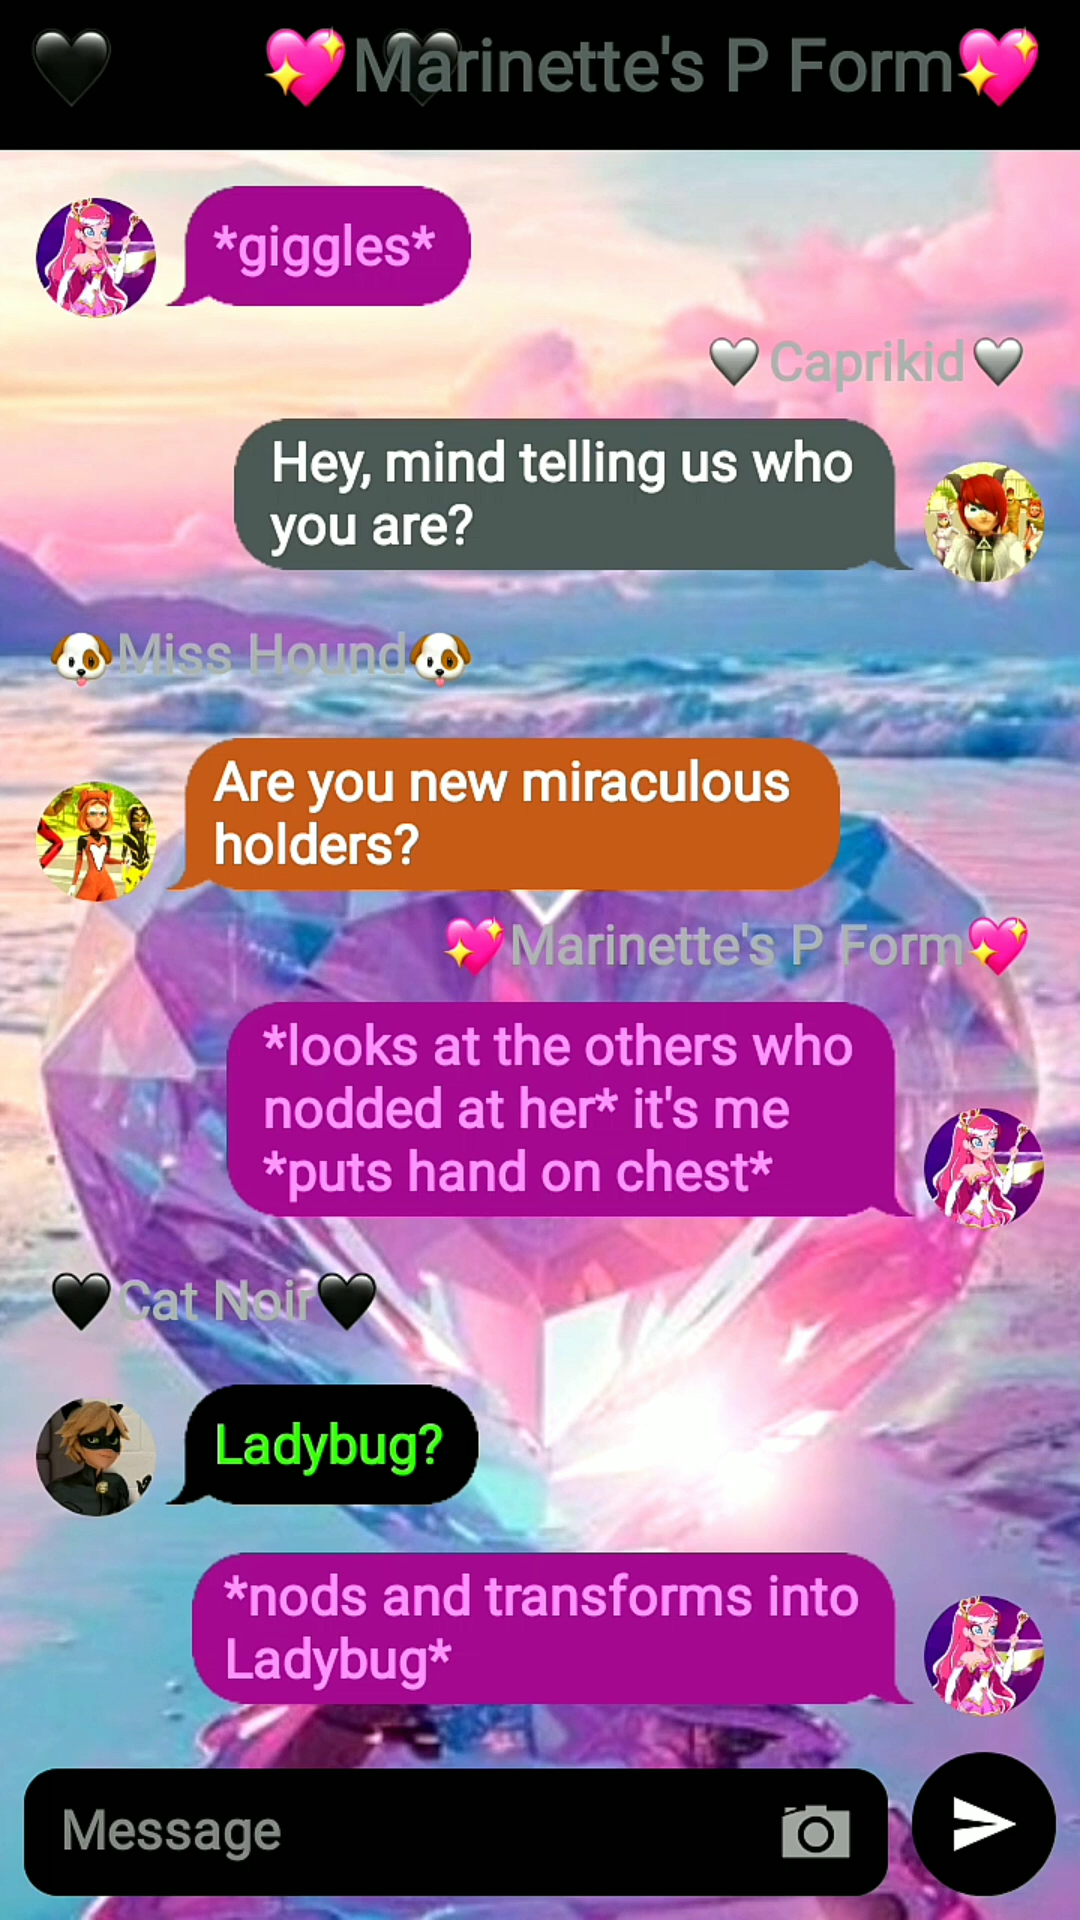 💖Marinette's P Form💖
*giggles*
🤍Caprikid🤍
Hey, mind telling us who
you are?
🐶Miss Hound🐶
Are you new miraculous
holders?
💖Marinette's P Form💖
*looks at the others who
nodded at her* it's me
*puts hand on chest*
🖤Cat Noir🖤
Ladybug?
*nods and transforms into
Ladybug*
Message